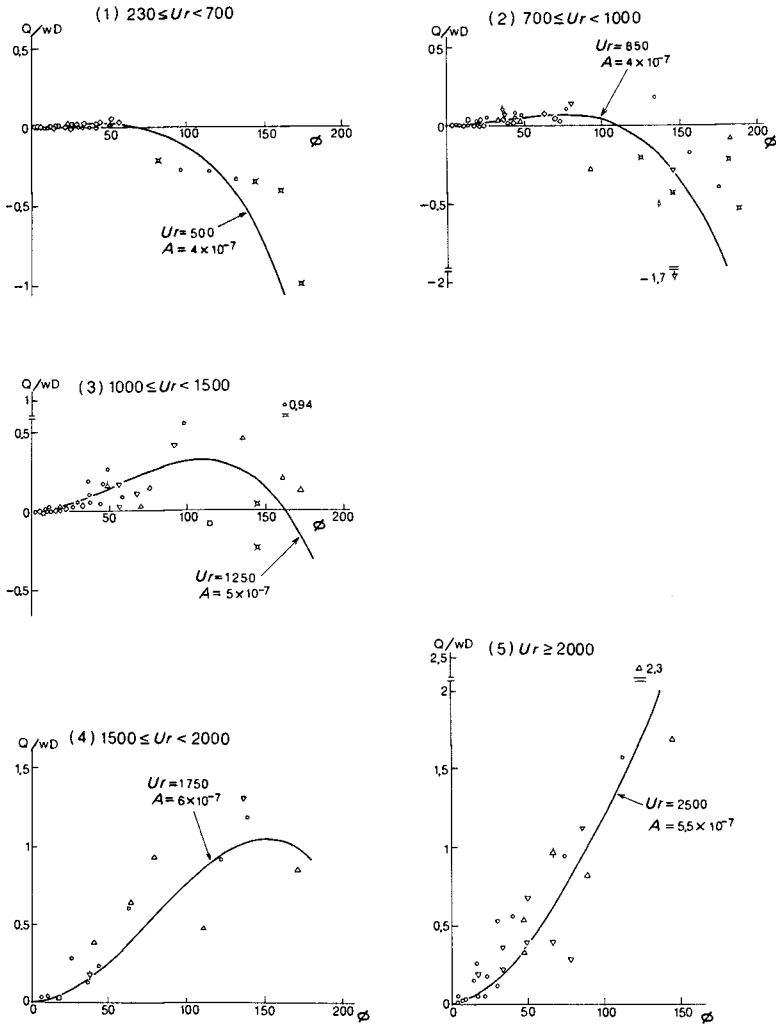 (1) 230≤Ur<700
Q/wD
0,5
0
50
100
150
200
Ø
-0,5
-1
Ur=500
A=4×10⁻⁷
(2) 700≤Ur<1000
Q/wD
0,5
0
50
100
150
200
Ø
-0,5
-2
Ur=850
A=4×10⁻⁷
-1,7
(3) 1000≤Ur<1500
Q/wD
1
0,5
0
50
100
150
200
Ø
-0,5
0,94
Ur=1250
A=5×10⁻⁷
(4) 1500≤Ur<2000
Q/wD
1,5
1
0,5
0
0
50
100
150
200
Ø
Ur=1750
A=6×10⁻⁷
(5) Ur≥2000
Q/wD
2,5
2
1,5
1
0,5
0
0
50
100
150
Ø
2,3
Ur=2500
A=5,5×10⁻⁷